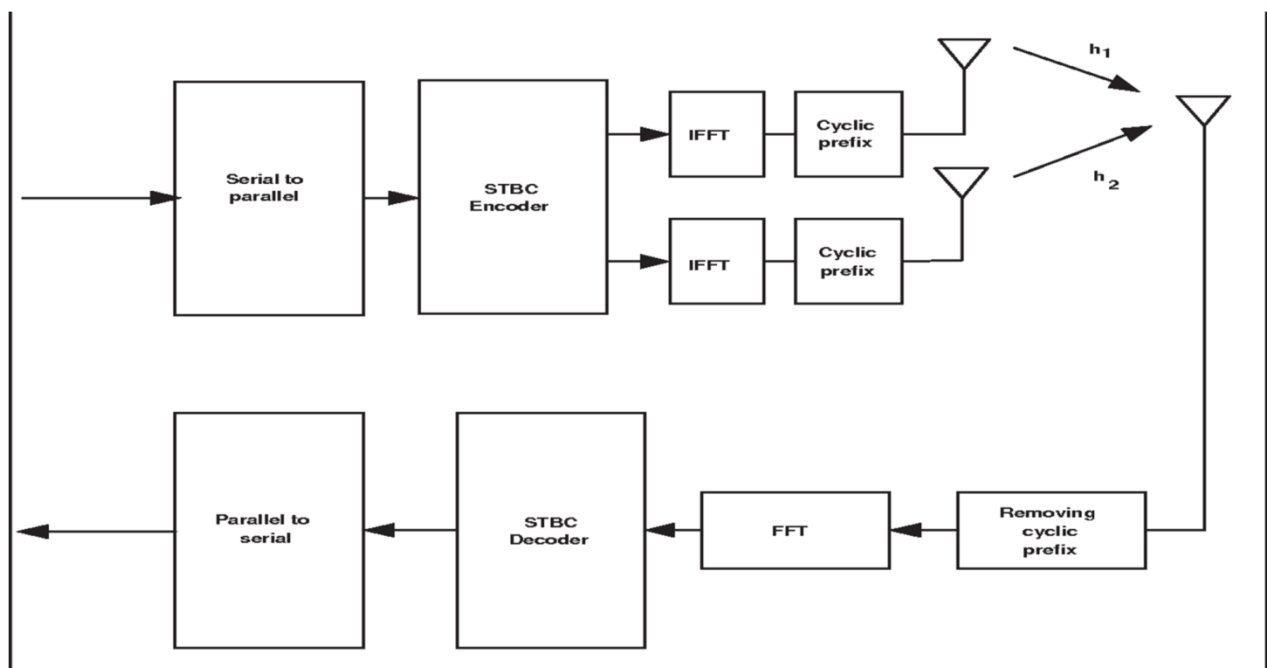 Serial to
parallel
STBC
Encoder
IFFT
Cyclic
prefix
h1
IFFT
Cyclic
prefix
h2
Parallel to
serial
STBC
Decoder
FFT
Removing
cyclic
prefix